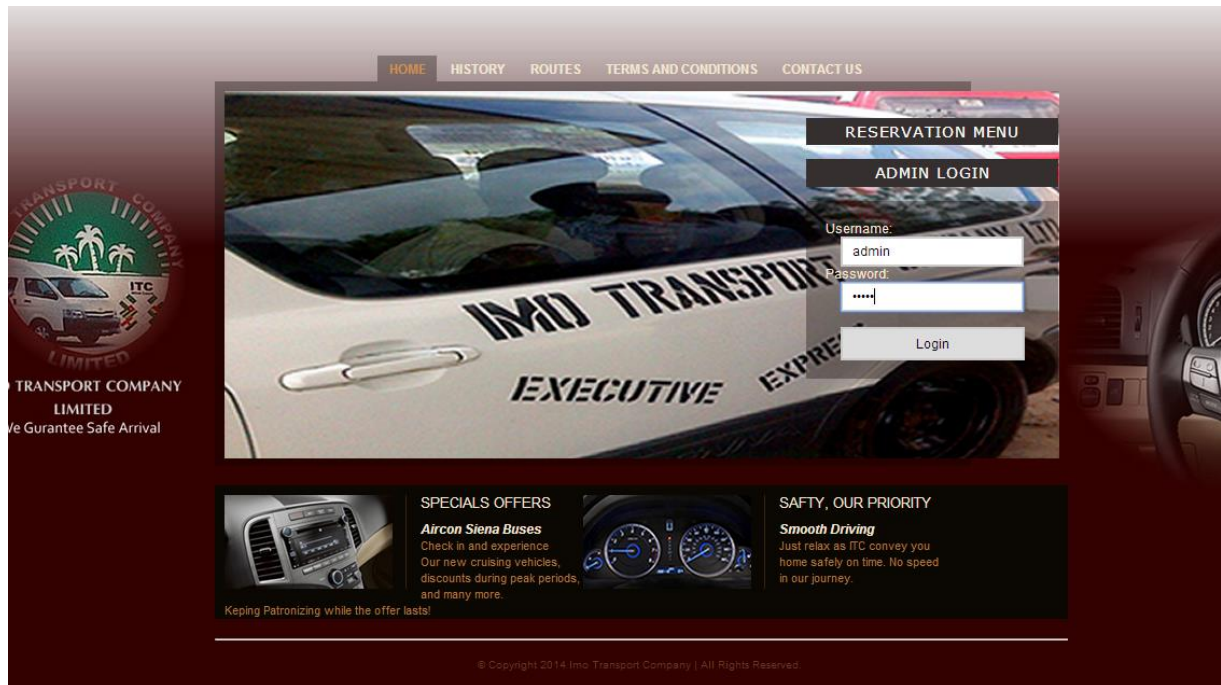 HOME HISTORY ROUTES TERMS AND CONDITIONS CONTACT US
RESERVATION MENU
ADMIN LOGIN
Username:
admin
Password:
•••••
Login
IMO TRANSPORT
EXECUTIVE EXPRE
TRANSPORT COMPANY
ITC
LIMITED
TRANSPORT COMPANY
LIMITED
Gurantee Safe Arrival
SPECIALS OFFERS
Aircon Siena Buses
Check in and experience
Our new cruising vehicles,
discounts during peak periods,
and many more.
Keping Patronizing while the offer lasts!
SAFTY, OUR PRIORITY
Smooth Driving
Just relax as ITC convey you
home safely on time. No speed
in our journey.
© Copyright 2014 Imo Transport Company | All Rights Reserved.